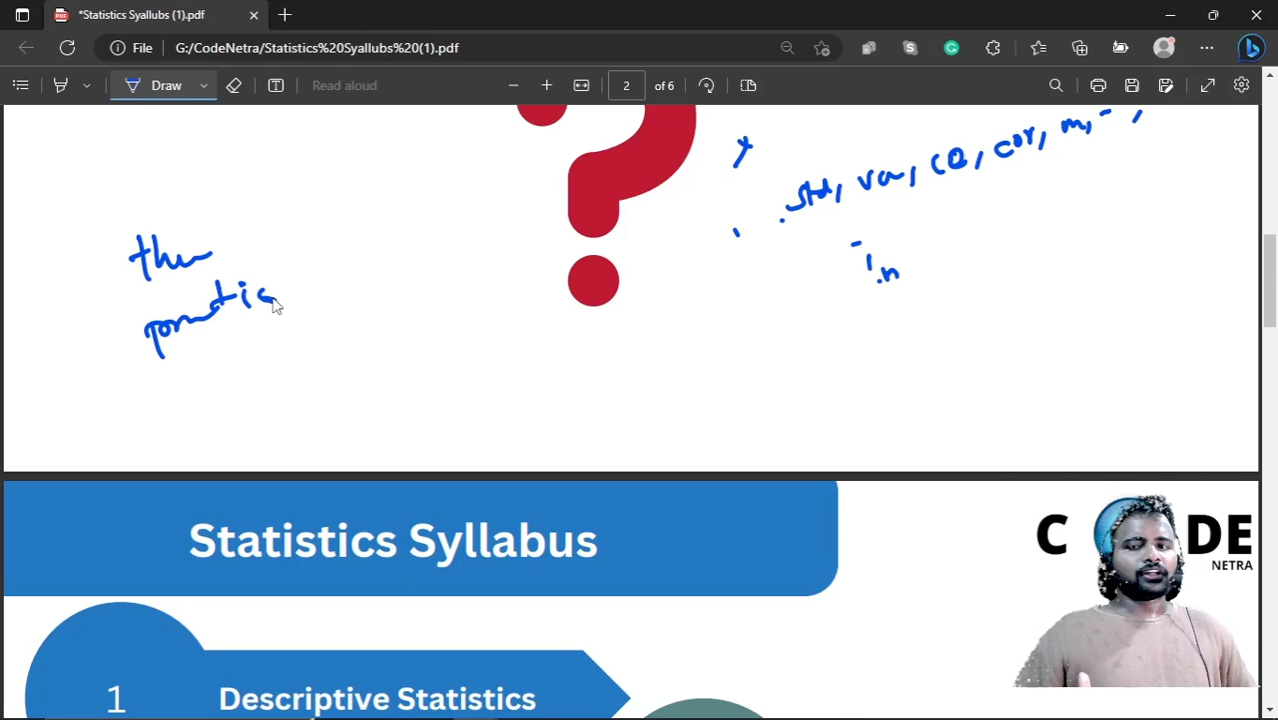 *Statistics Syallubs (1).pdf
File G:/CodeNetra/Statistics%20Syallubs%20(1).pdf
Draw Read aloud 2 of 6
std, var, cor, m, - ,
the
Statistics Syllabus
C DE
NETRA
1 Descriptive Statistics